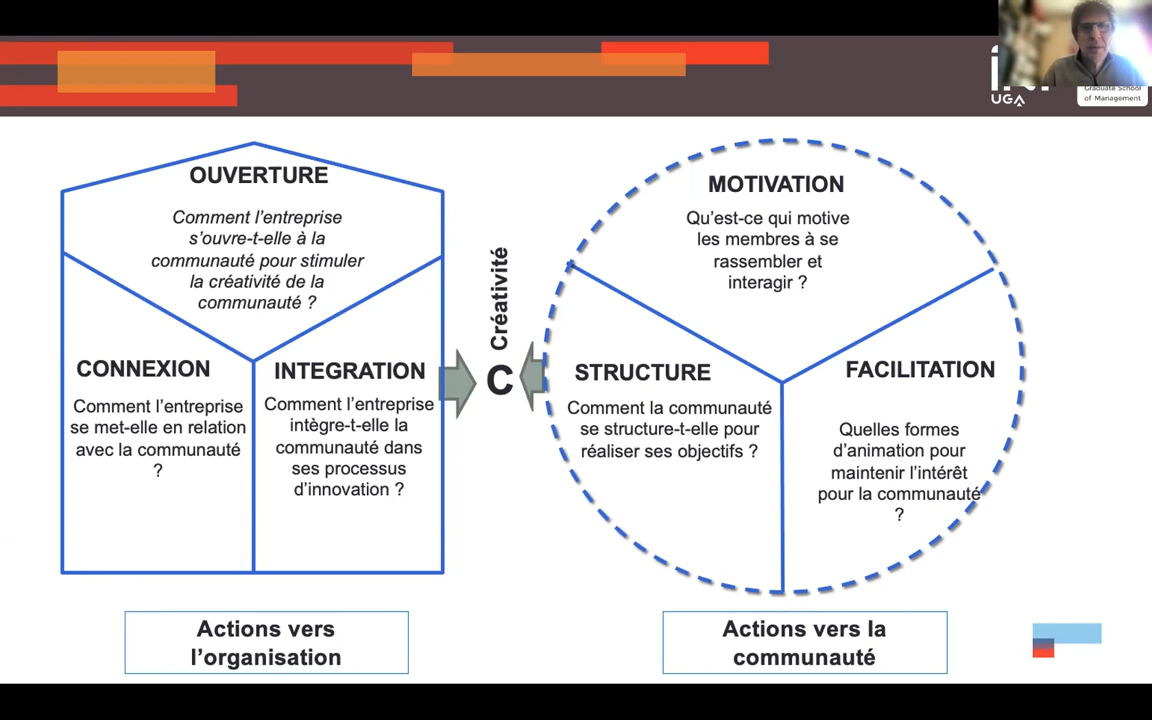 UGA
Graduate School
of Management
OUVERTURE
Comment l’entreprise
s’ouvre-t-elle à la
communauté pour stimuler
la créativité de la
communauté ?
CONNEXION
Comment l’entreprise
se met-elle en relation
avec la communauté
?
INTEGRATION
Comment l’entreprise
intègre-t-elle la
communauté dans
ses processus
d’innovation ?
Créativité
C
MOTIVATION
Qu’est-ce qui motive
les membres à se
rassembler et
interagir ?
STRUCTURE
Comment la communauté
se structure-t-elle pour
réaliser ses objectifs ?
FACILITATION
Quelles formes
d’animation pour
maintenir l’intérêt
pour la communauté
?
Actions vers
l’organisation
Actions vers la
communauté